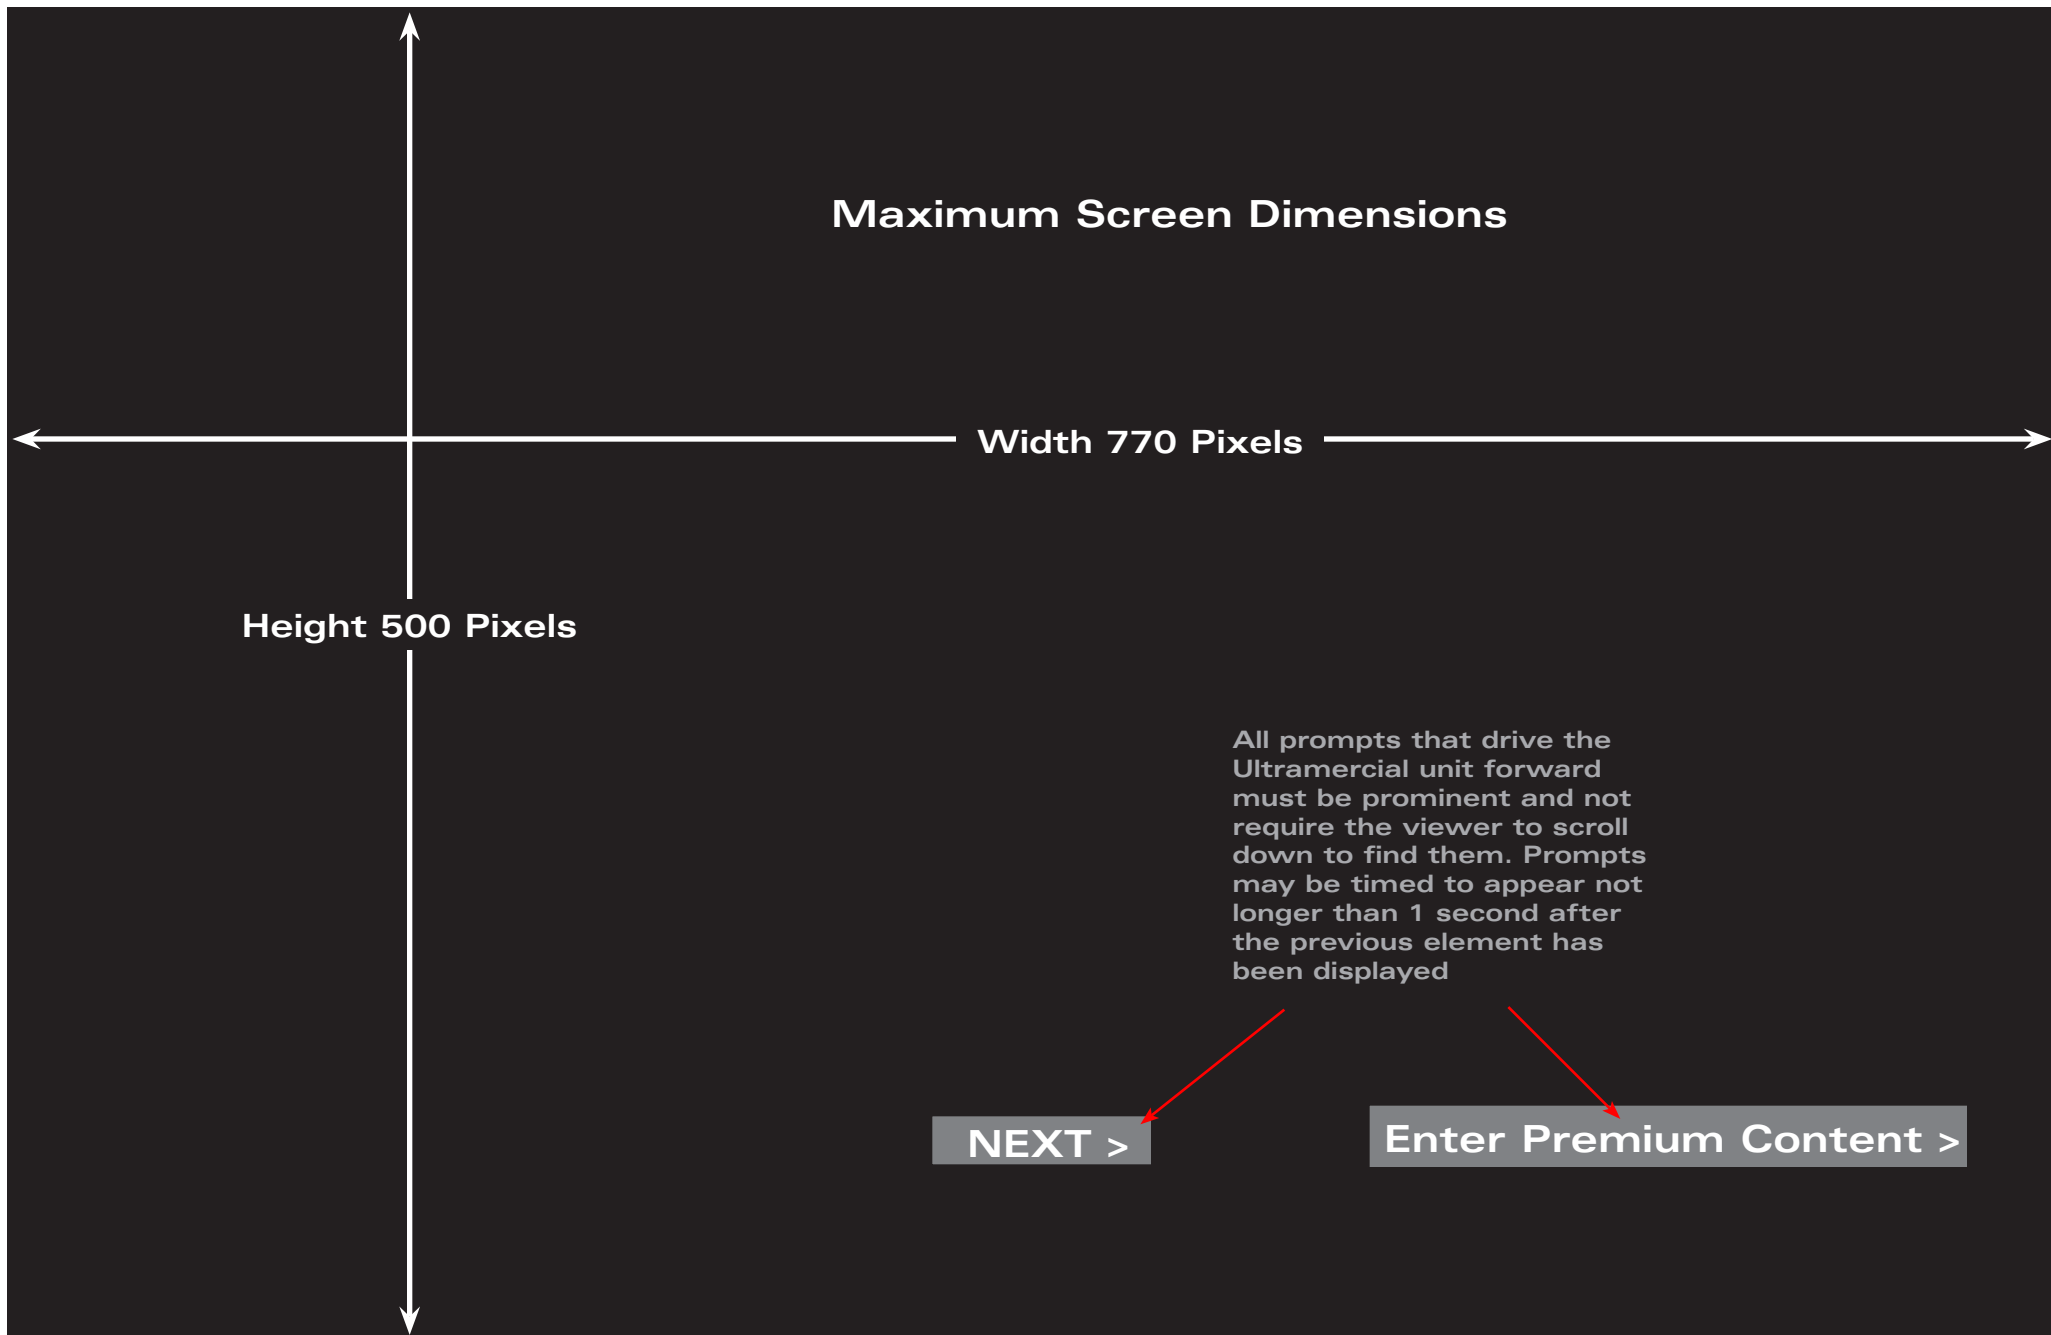 Maximum Screen Dimensions
Width 770 Pixels
Height 500 Pixels
All prompts that drive the
Ultramercial unit forward
must be prominent and not
require the viewer to scroll
down to find them. Prompts
may be timed to appear not
longer than 1 second after
the previous element has
been displayed
NEXT >
Enter Premium Content >